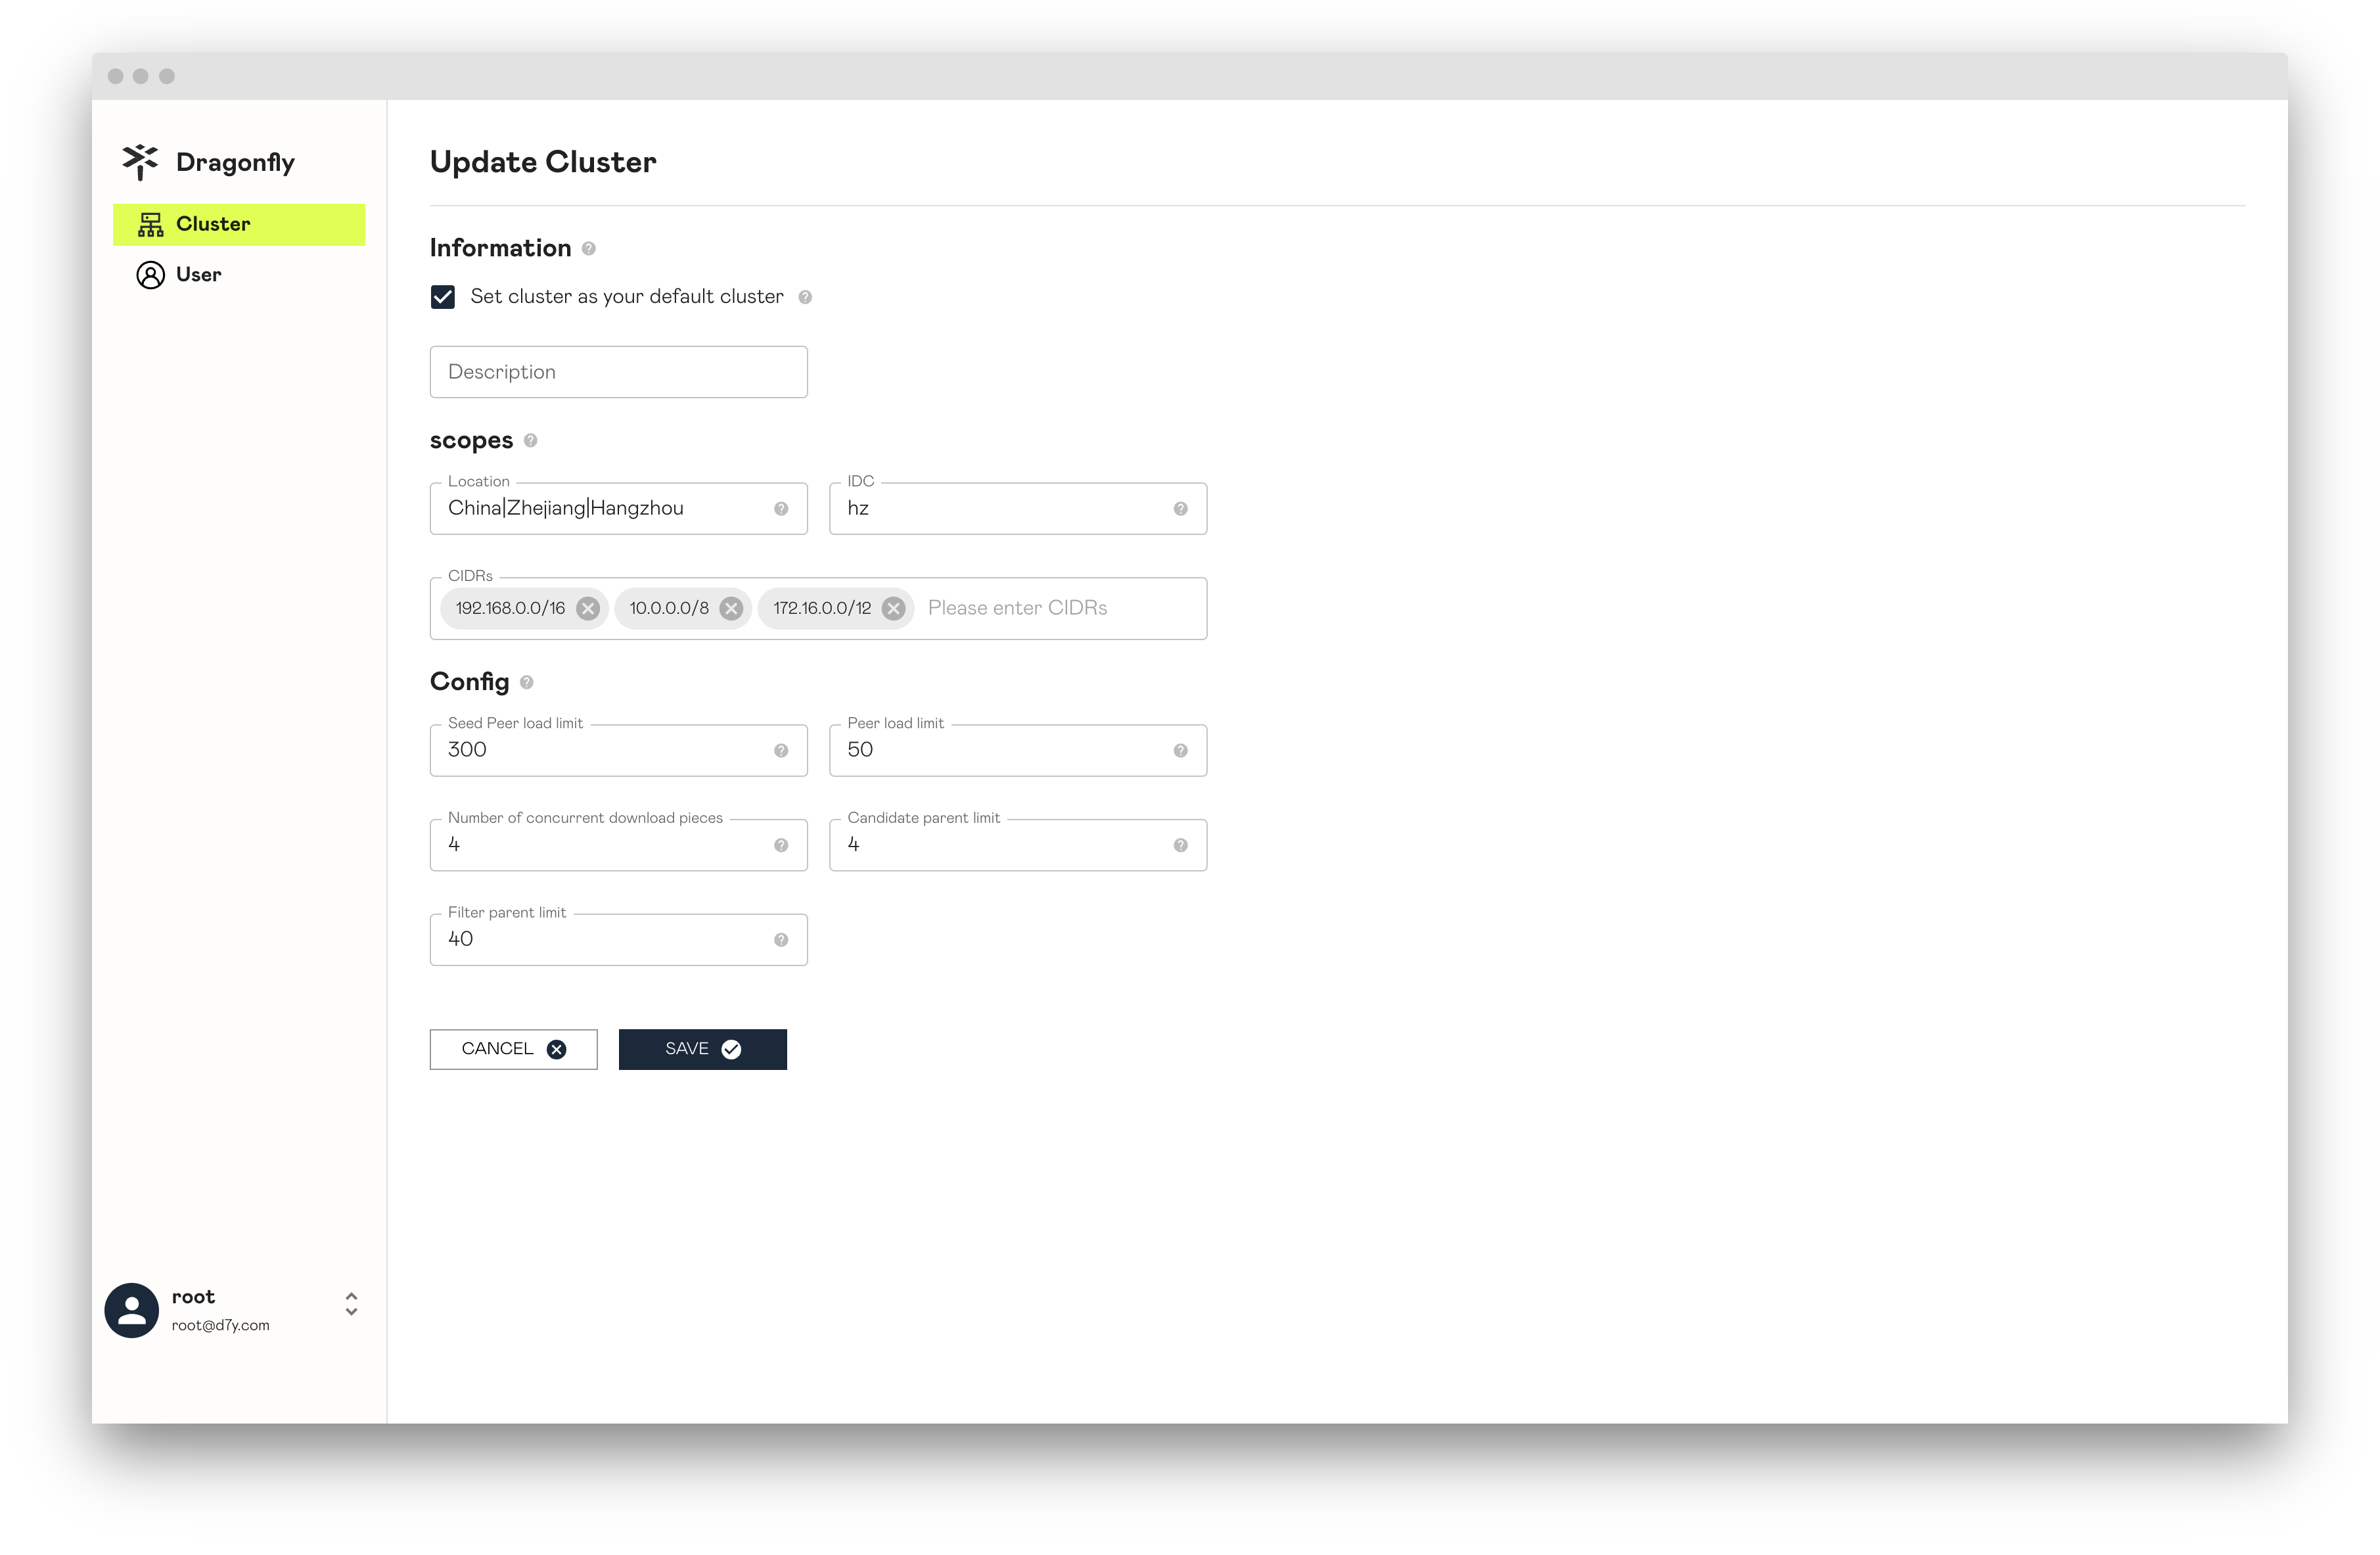 Dragonfly
Cluster
User
Update Cluster
Information
Set cluster as your default cluster
Description
scopes
Location
China|Zhejiang|Hangzhou
IDC
hz
CIDRs
192.168.0.0/16 10.0.0.0/8 172.16.0.0/12 Please enter CIDRs
Config
Seed Peer load limit
300
Peer load limit
50
Number of concurrent download pieces
4
Candidate parent limit
4
Filter parent limit
40
CANCEL
SAVE
root
root@d7y.com